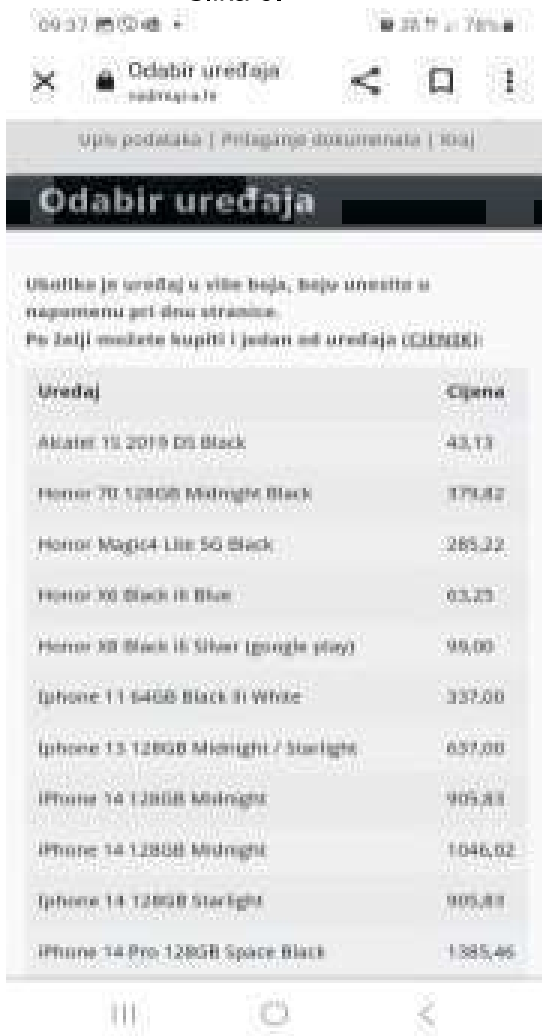 09:37
78%
Odabir uređaja
Upis podataka | Prilaganje dokumenata | Kraj
Odabir uređaja
Ukoliko je uređaj u više boja, boju unesite u
napomenu pri dnu stranice.
Po želji možete kupiti i jedan od uređaja (CJENIK):
Uređaj Cijena
Alcatel 1S 2019 DS Black 43,13
Honor 70 128GB Midnight Black 379,82
Honor Magic4 Lite 5G Black 285,22
Honor X6 Black ili Blue 63,25
Honor X8 Black ili Silver (google play) 99,00
Iphone 11 64GB Black ili White 337,00
Iphone 13 128GB Midnight / Starlight 637,00
iPhone 14 128GB Midnight 905,83
iPhone 14 128GB Midnight 1046,02
Iphone 14 128GB Starlight 905,83
iPhone 14 Pro 128GB Space Black 1385,46